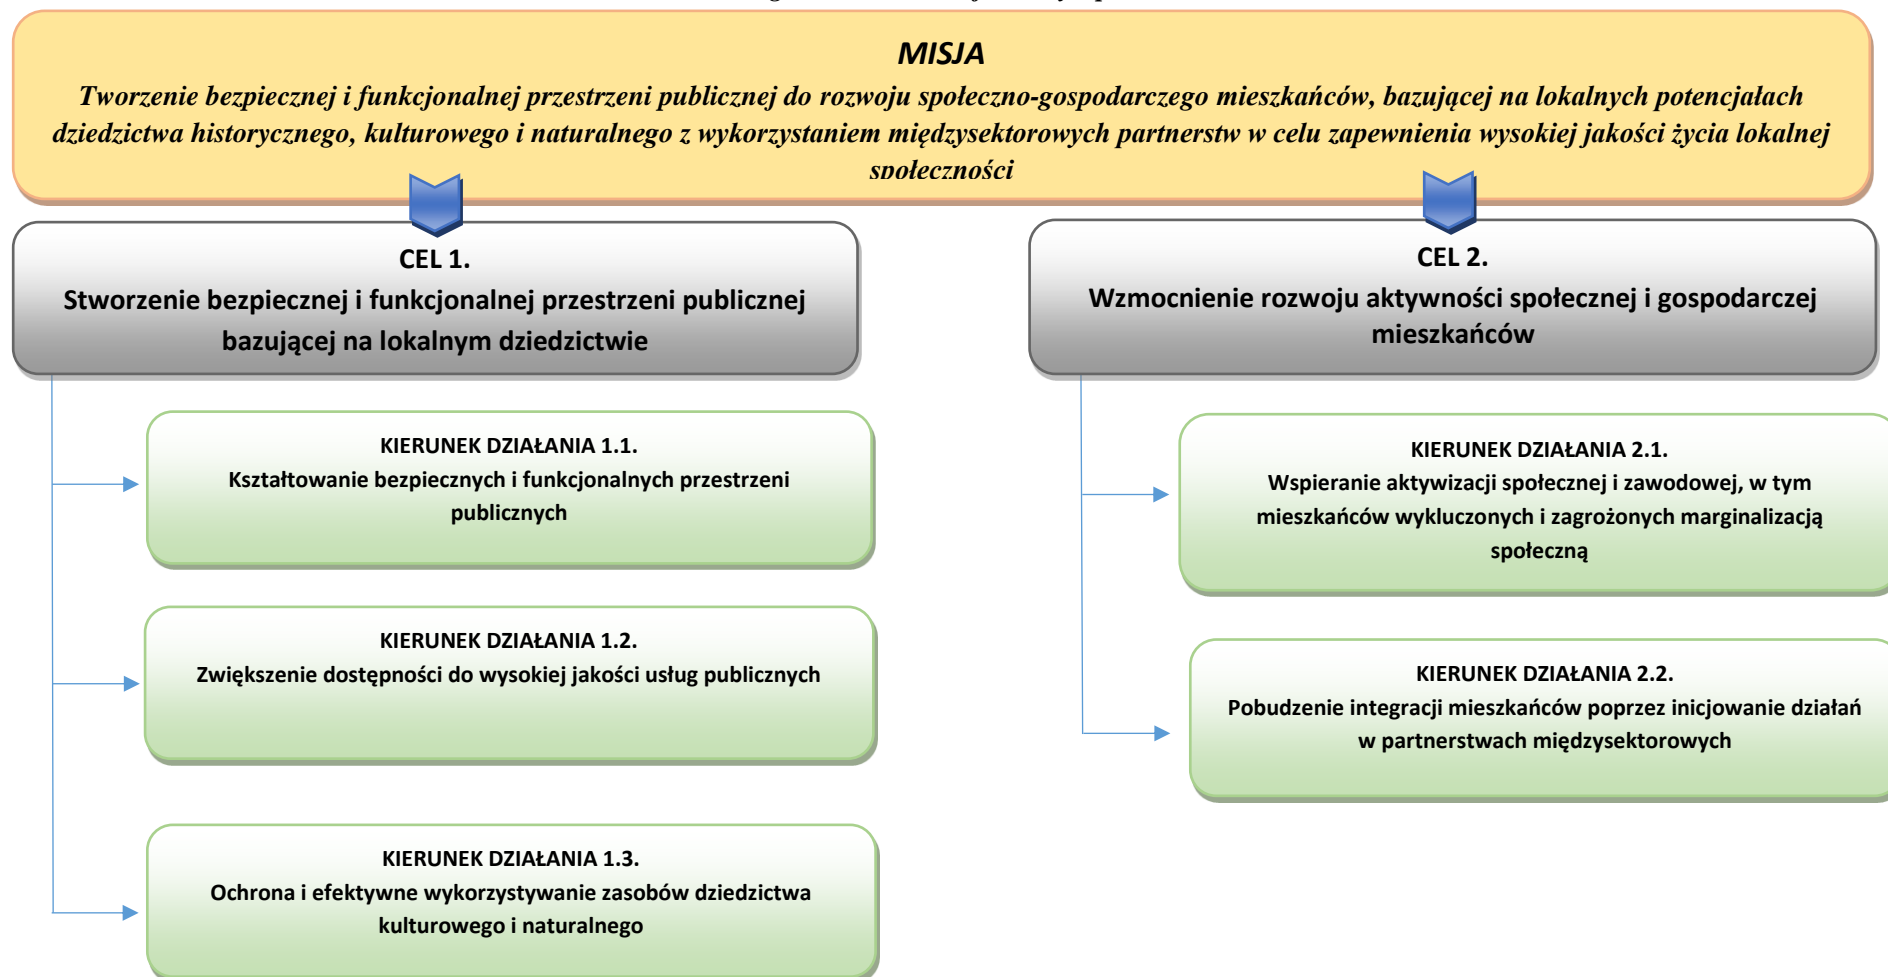 MISJA
Tworzenie bezpiecznej i funkcjonalnej przestrzeni publicznej do rozwoju społeczno-gospodarczego mieszkańców, bazującej na lokalnych potencjałach
dziedzictwa historycznego, kulturowego i naturalnego z wykorzystaniem międzysektorowych partnerstw w celu zapewnienia wysokiej jakości życia lokalnej
społeczności
CEL 1.
Stworzenie bezpiecznej i funkcjonalnej przestrzeni publicznej
bazującej na lokalnym dziedzictwie
KIERUNEK DZIAŁANIA 1.1.
Kształtowanie bezpiecznych i funkcjonalnych przestrzeni
publicznych
KIERUNEK DZIAŁANIA 1.2.
Zwiększenie dostępności do wysokiej jakości usług publicznych
KIERUNEK DZIAŁANIA 1.3.
Ochrona i efektywne wykorzystywanie zasobów dziedzictwa
kulturowego i naturalnego
CEL 2.
Wzmocnienie rozwoju aktywności społecznej i gospodarczej
mieszkańców
KIERUNEK DZIAŁANIA 2.1.
Wspieranie aktywizacji społecznej i zawodowej, w tym
mieszkańców wykluczonych i zagrożonych marginalizacją
społeczną
KIERUNEK DZIAŁANIA 2.2.
Pobudzenie integracji mieszkańców poprzez inicjowanie działań
w partnerstwach międzysektorowych